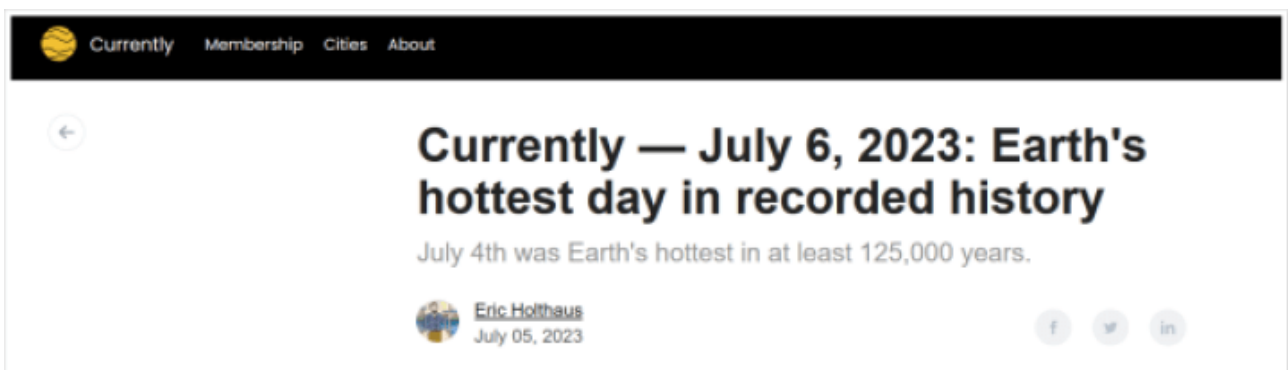 Currently Membership Cities About
Currently — July 6, 2023: Earth's
hottest day in recorded history
July 4th was Earth's hottest in at least 125,000 years.
Eric Holthaus
July 05, 2023